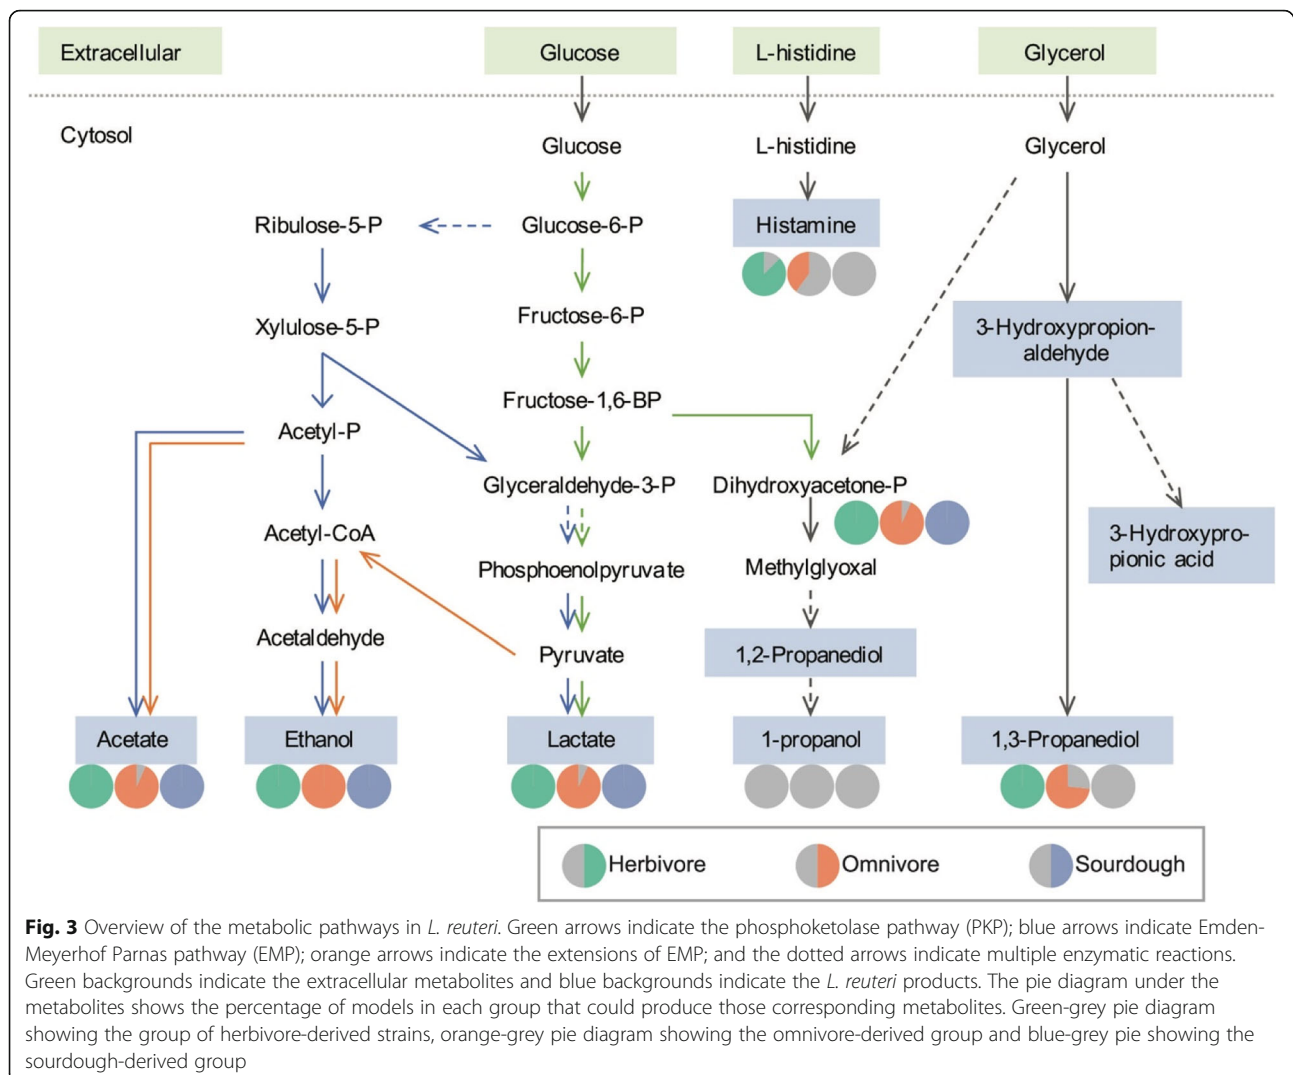 Extracellular
Glucose
L-histidine
Glycerol
Cytosol
Glucose
L-histidine
Glycerol
Ribulose-5-P
Glucose-6-P
Histamine
Xylulose-5-P
Fructose-6-P
3-Hydroxypropion-
aldehyde
Fructose-1,6-BP
Acetyl-P
Glyceraldehyde-3-P
Dihydroxyacetone-P
Acetyl-CoA
3-Hydroxypro-
pionic acid
Phosphoenolpyruvate
Methylglyoxal
Acetaldehyde
Pyruvate
1,2-Propanediol
Acetate
Ethanol
Lactate
1-propanol
1,3-Propanediol
Herbivore
Omnivore
Sourdough
Fig. 3 Overview of the metabolic pathways in L. reuteri. Green arrows indicate the phosphoketolase pathway (PKP); blue arrows indicate Emden-
Meyerhof Parnas pathway (EMP); orange arrows indicate the extensions of EMP; and the dotted arrows indicate multiple enzymatic reactions.
Green backgrounds indicate the extracellular metabolites and blue backgrounds indicate the L. reuteri products. The pie diagram under the
metabolites shows the percentage of models in each group that could produce those corresponding metabolites. Green-grey pie diagram
showing the group of herbivore-derived strains, orange-grey pie diagram showing the omnivore-derived group and blue-grey pie showing the
sourdough-derived group